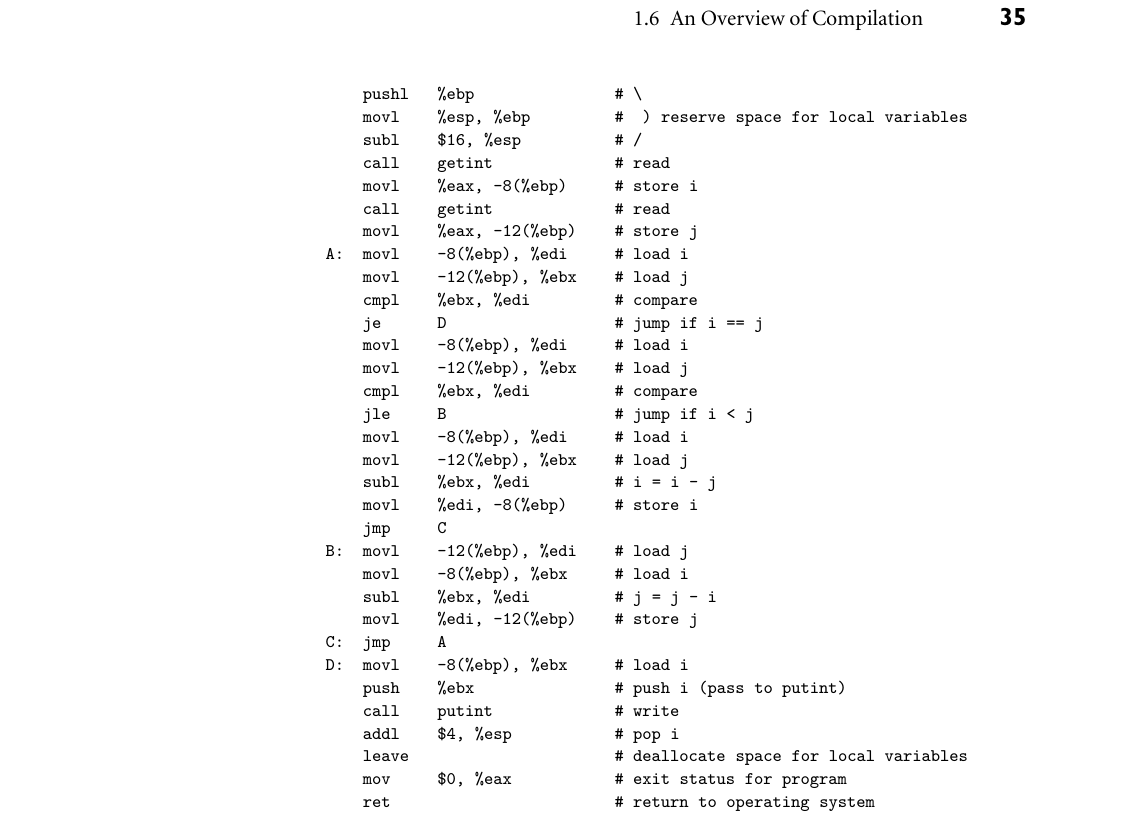 1.6 An Overview of Compilation 35
pushl %ebp # \
movl %esp, %ebp # ) reserve space for local variables
subl $16, %esp # /
call getint # read
movl %eax, -8(%ebp) # store i
call getint # read
movl %eax, -12(%ebp) # store j
A: movl -8(%ebp), %edi # load i
movl -12(%ebp), %ebx # load j
cmpl %ebx, %edi # compare
je D # jump if i == j
movl -8(%ebp), %edi # load i
movl -12(%ebp), %ebx # load j
cmpl %ebx, %edi # compare
jle B # jump if i < j
movl -8(%ebp), %edi # load i
movl -12(%ebp), %ebx # load j
subl %ebx, %edi # i = i - j
movl %edi, -8(%ebp) # store i
jmp C
B: movl -12(%ebp), %edi # load j
movl -8(%ebp), %ebx # load i
subl %ebx, %edi # j = j - i
movl %edi, -12(%ebp) # store j
C: jmp A
D: movl -8(%ebp), %ebx # load i
push %ebx # push i (pass to putint)
call putint # write
addl $4, %esp # pop i
leave # deallocate space for local variables
mov $0, %eax # exit status for program
ret # return to operating system